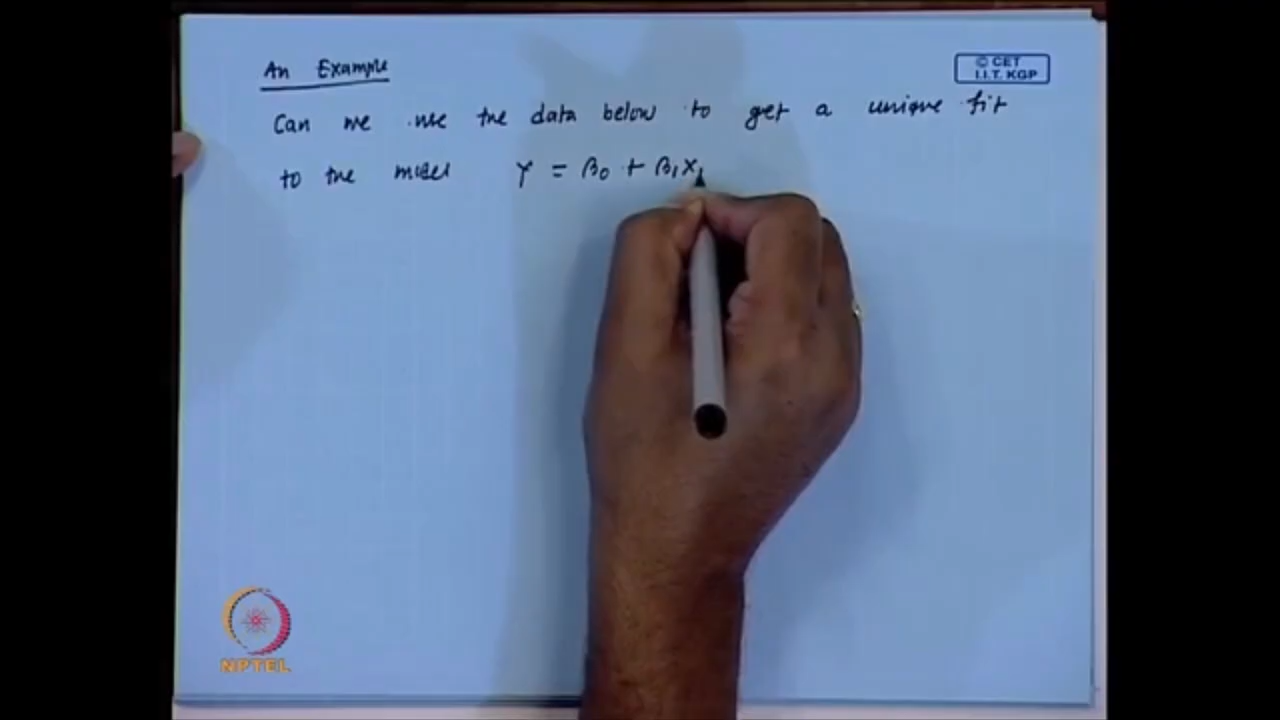 An Example
© CET
I.I.T. KGP
Can we use the data below to get a unique fit
to the model Y = β0 + β1X1
NPTEL